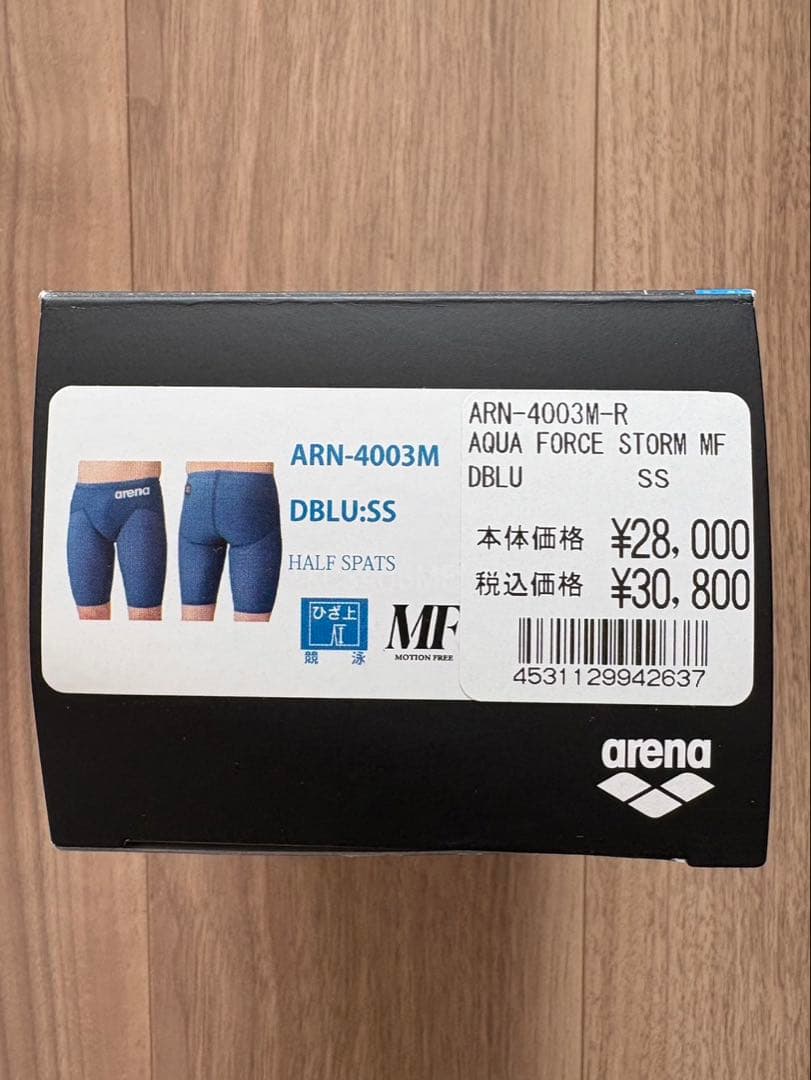 arena
ARN-4003M
DBLU:SS
HALF SPATS
ひざ上
競 泳
MF
MOTION FREE
ARN-4003M-R
AQUA FORCE STORM MF
DBLU SS
本体価格 ¥28,000
税込価格 ¥30,800
4531129942637
arena